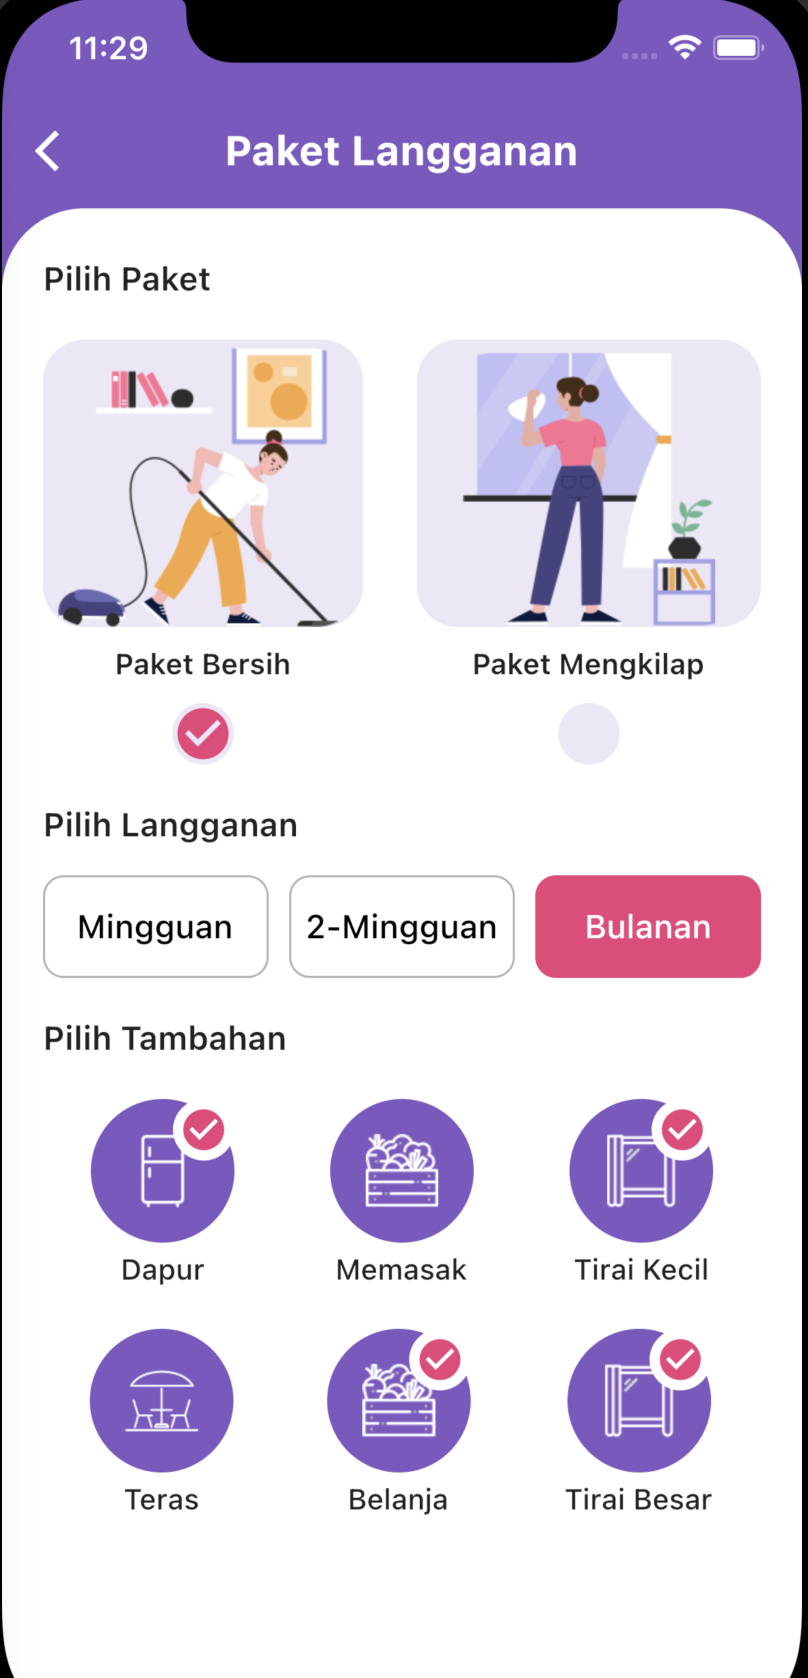 11:29
Paket Langganan
Pilih Paket
Paket Bersih
Paket Mengkilap
Pilih Langganan
Mingguan
2-Mingguan
Bulanan
Pilih Tambahan
Dapur
Memasak
Tirai Kecil
Teras
Belanja
Tirai Besar